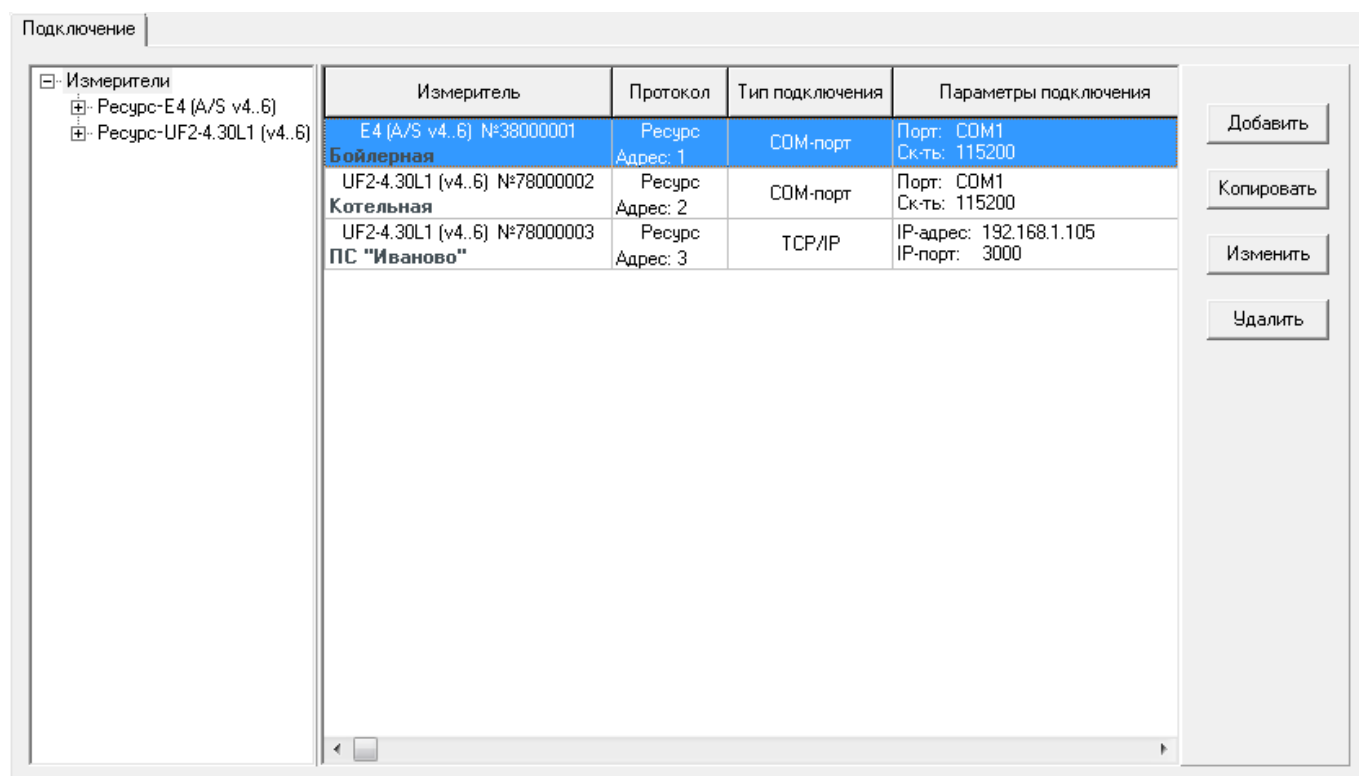 Подключение
Измерители
Ресурс-E4 (A/S v4..6)
Ресурс-UF2-4.30L1 (v4..6)
Измеритель
Протокол
Тип подключения
Параметры подключения
E4 (A/S v4..6) №38000001
Бойлерная
Ресурс
Адрес: 1
COM-порт
Порт: COM1
Ск-ть: 115200
UF2-4.30L1 (v4..6) №78000002
Котельная
Ресурс
Адрес: 2
COM-порт
Порт: COM1
Ск-ть: 115200
UF2-4.30L1 (v4..6) №78000003
ПС "Иваново"
Ресурс
Адрес: 3
TCP/IP
IP-адрес: 192.168.1.105
IP-порт: 3000
Добавить
Копировать
Изменить
Удалить